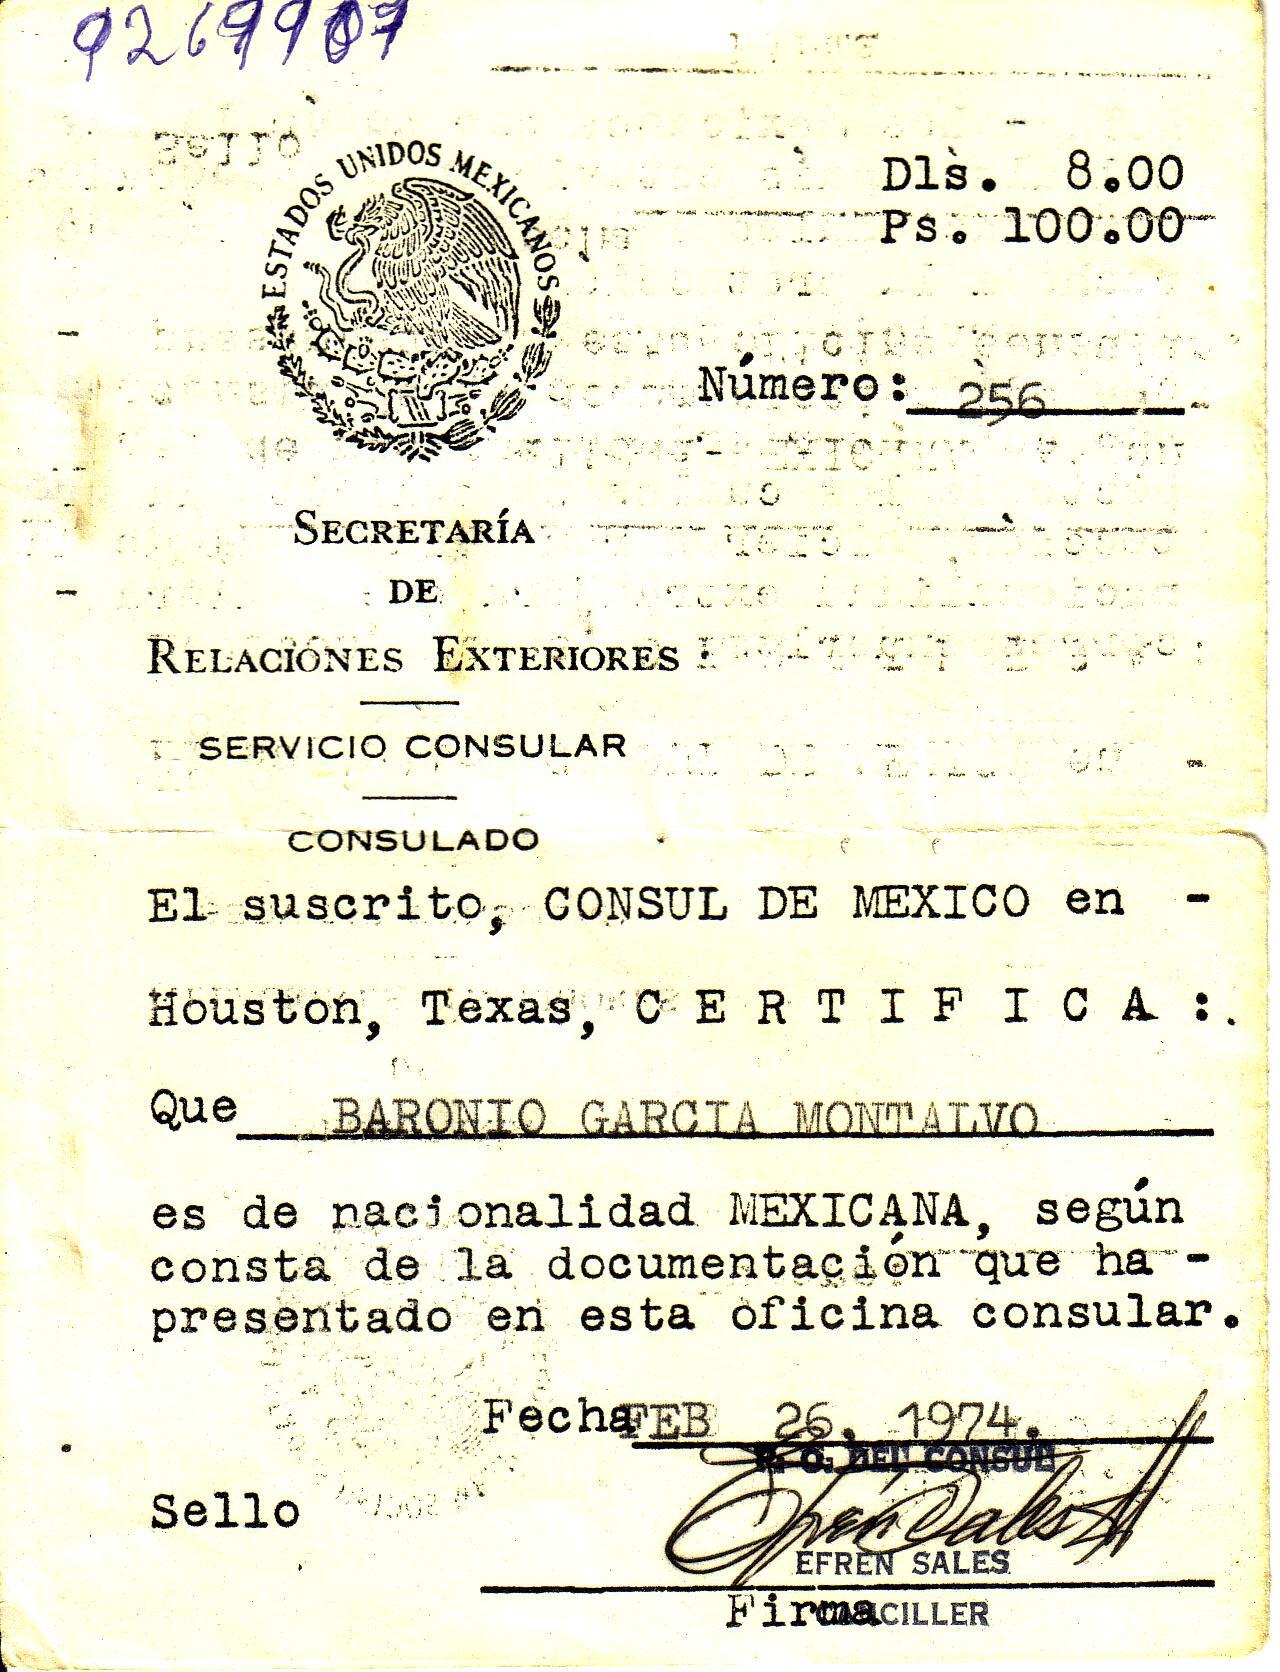 ESTADOS UNIDOS MEXICANOS
Dls. 8.00
Ps. 100.00
Número: 256
SECRETARÍA
DE
RELACIONES EXTERIORES
SERVICIO CONSULAR
CONSULADO
El suscrito, CONSUL DE MEXICO en -
Houston, Texas, C E R T I F I C A :.
Que BARONIO GARCIA MONTALVO
es de nacionalidad MEXICANA, según
consta de la documentación que ha -
presentado en esta oficina consular.
Fecha FEB 26, 1974.
P. O. DEL CONSUL
Sello
Efrén Sales
EFREN SALES
Firma CANCILLER